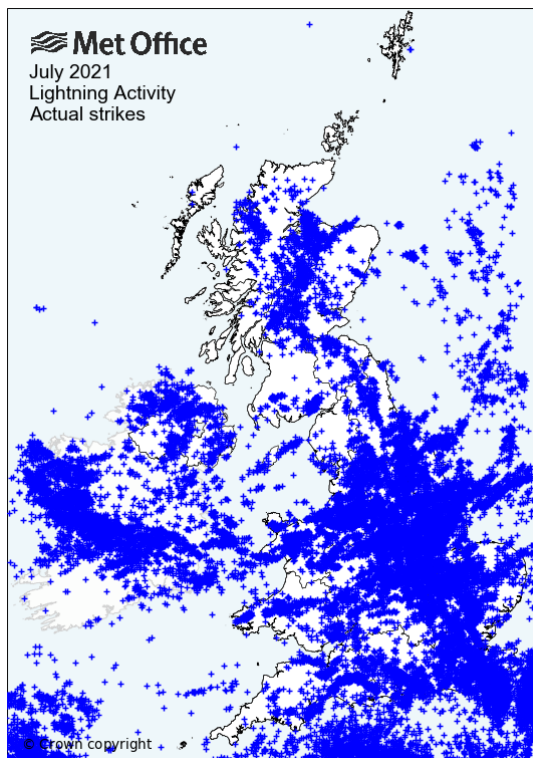 Met Office
July 2021
Lightning Activity
Actual strikes
© Crown copyright